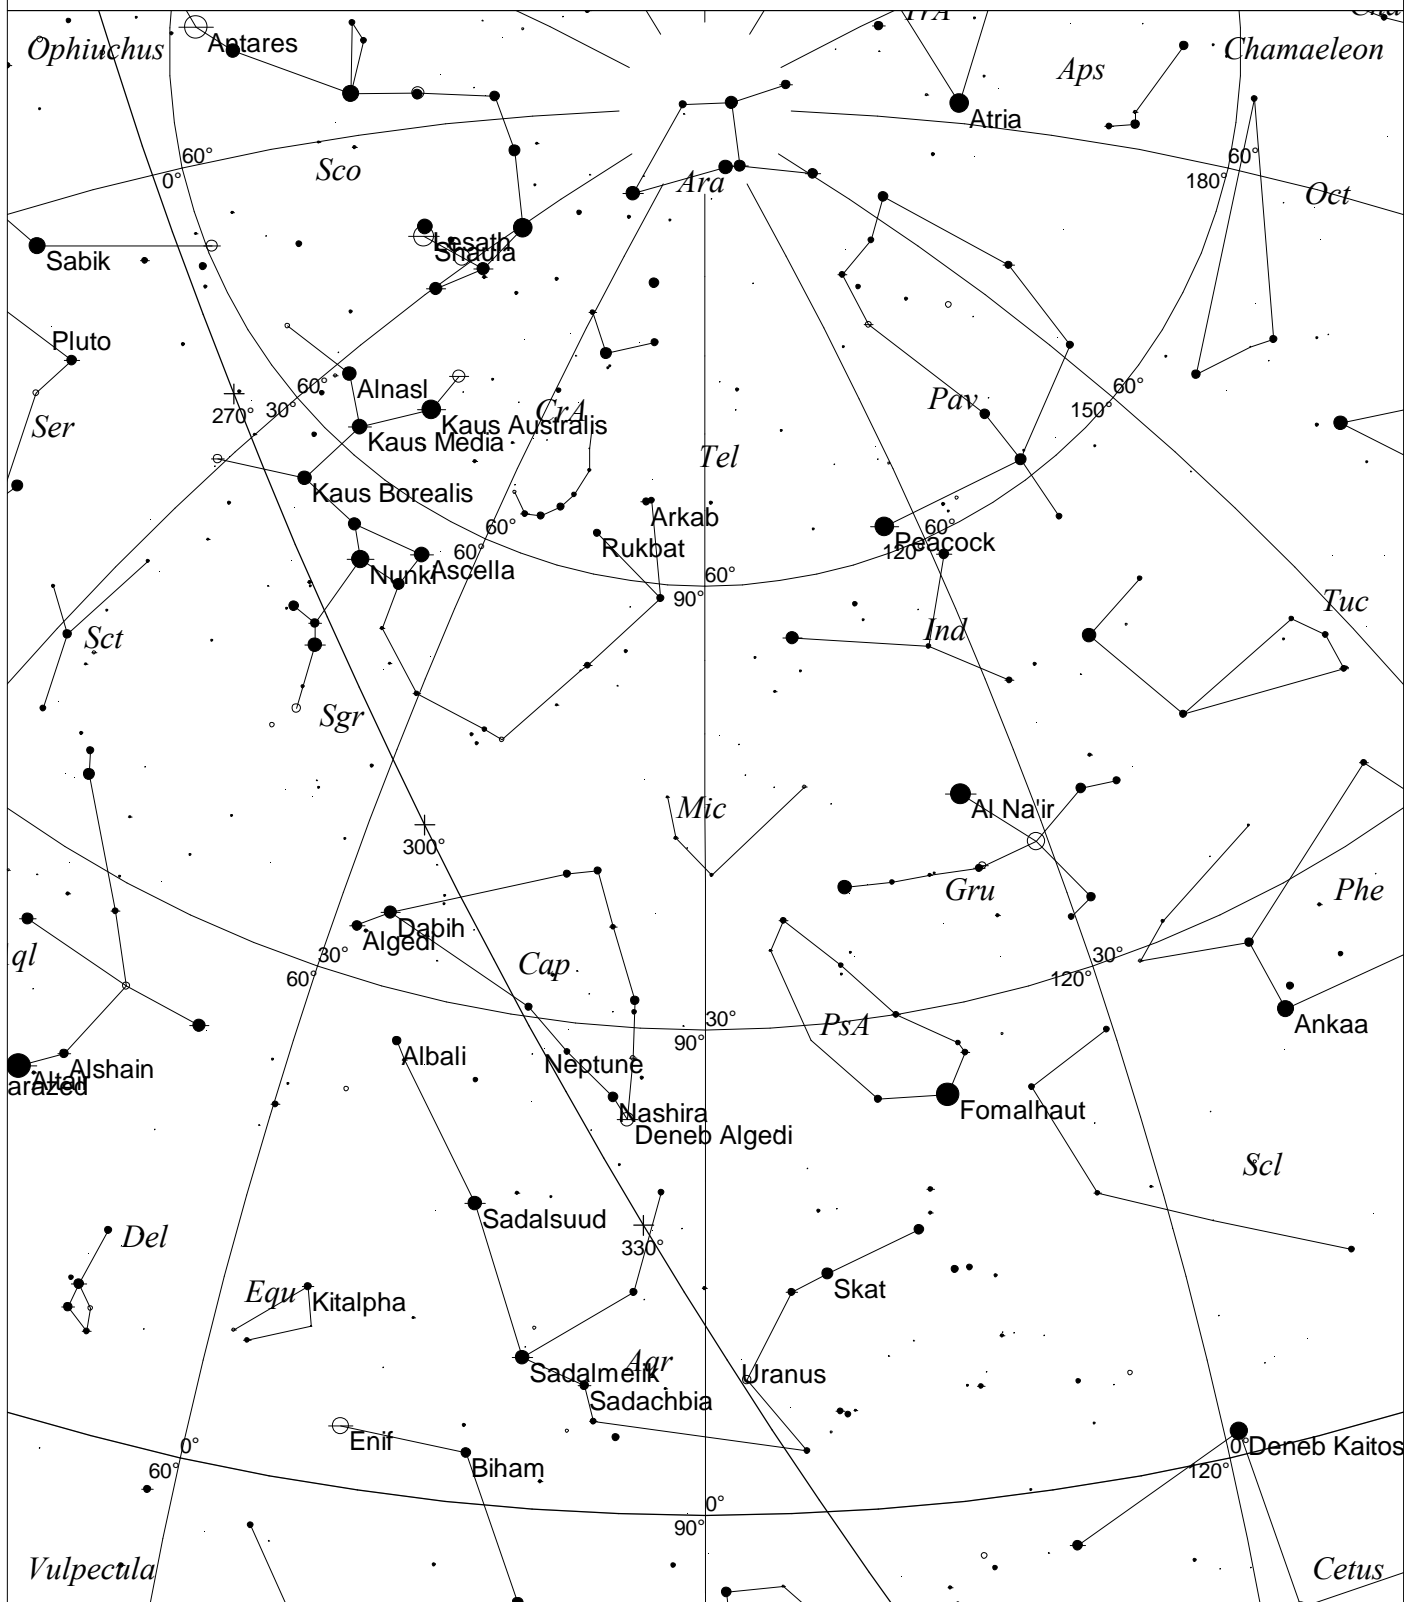 TrA
Cha
Ophiuchus
Antares
Aps
Chamaeleon
Atria
60°
0°
Sco
Ara
60°
180°
Oct
Lesath
Shaula
Sabik
Pluto
60°
270°
30°
Alnasl
Kaus Australis
CrA
Kaus Media
Pav
60°
150°
Ser
Tel
Kaus Borealis
60°
60°
Arkab
Rukbat
60°
Peacock
120°
Nunki
Ascella
60°
90°
Sct
Ind
Tuc
Sgr
Mic
Al Na'ir
300°
Gru
Phe
Dabih
Algedi
30°
60°
Cap
30°
120°
ql
PsA
30°
90°
Ankaa
Albali
Neptune
Alshain
Altair
arazed
Nashira
Deneb Algedi
Fomalhaut
Scl
Sadalsuud
Del
330°
Equ
Kitalpha
Skat
Aqr
Sadalmelik
Sadachbia
Uranus
Enif
Biham
0°
60°
0°
120°
Deneb Kaitos
0°
90°
Vulpecula
Cetus